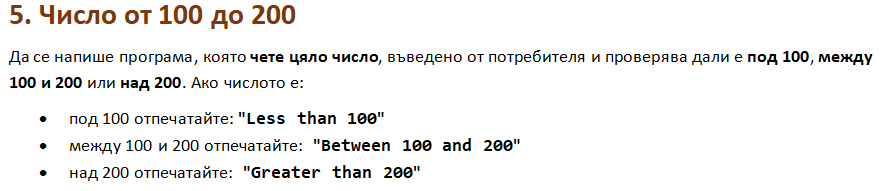 5. Число от 100 до 200
Да се напише програма, която чете цяло число, въведено от потребителя и проверява дали е под 100, между
100 и 200 или над 200. Ако числото е:
• под 100 отпечатайте: "Less than 100"
• между 100 и 200 отпечатайте: "Between 100 and 200"
• над 200 отпечатайте: "Greater than 200"